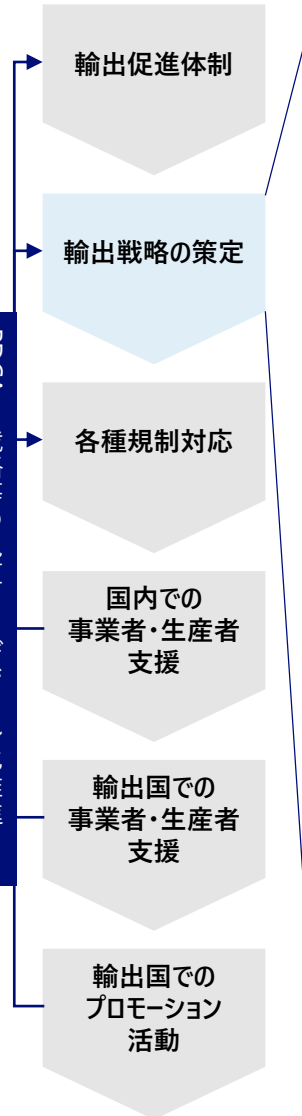 輸出促進体制
輸出戦略の策定
各種規制対応
国内での
事業者・生産者
支援
輸出国での
事業者・生産者
支援
輸出国での
プロモーション
活動